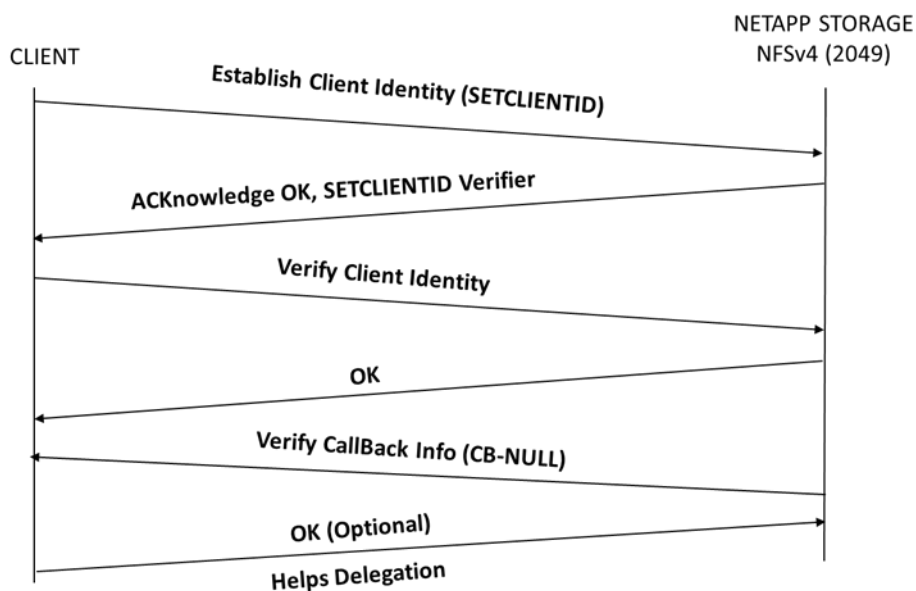 NETAPP STORAGE
CLIENT
NFSv4 (2049)
Establish Client Identity (SETCLIENTID)
ACKnowledge OK, SETCLIENTID Verifier
Verify Client Identity
OK
Verify CallBack Info (CB-NULL)
OK (Optional)
Helps Delegation